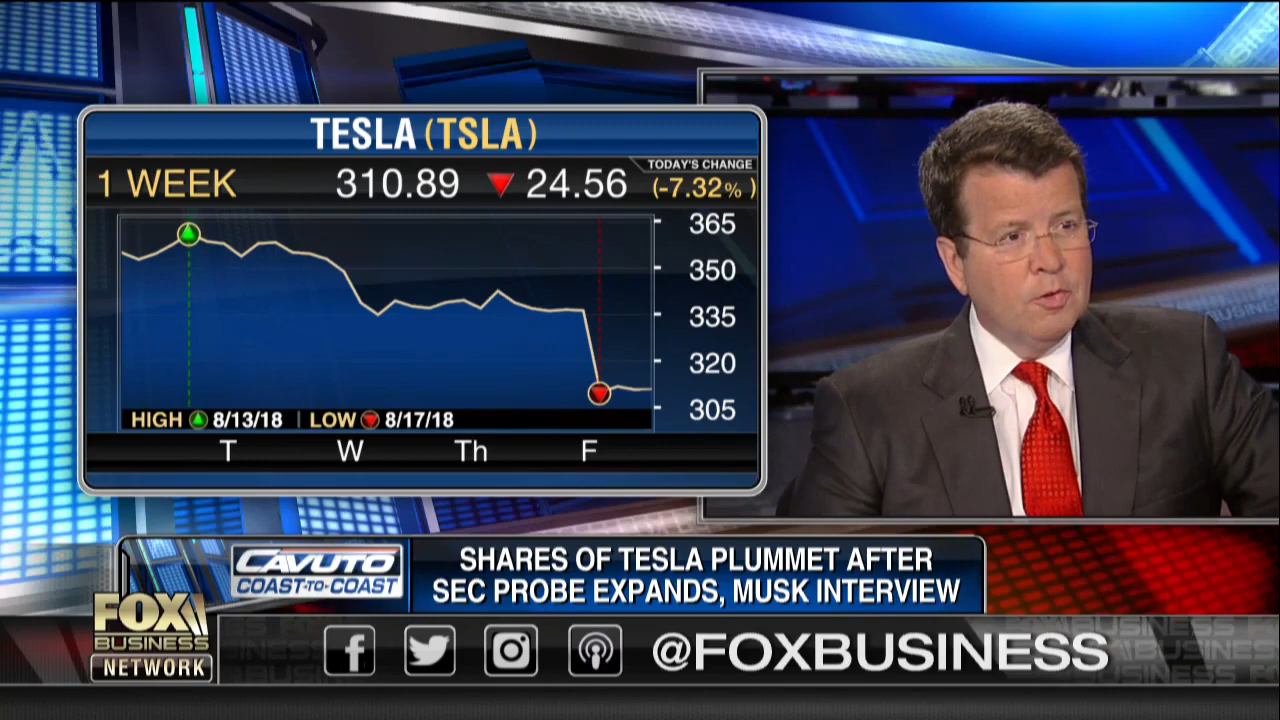 TESLA (TSLA)
1 WEEK 310.89 24.56 TODAY'S CHANGE (-7.32%)
365
350
335
320
305
HIGH 8/13/18 | LOW 8/17/18
T W Th F
CAVUTO
COAST-TO-COAST
SHARES OF TESLA PLUMMET AFTER
SEC PROBE EXPANDS, MUSK INTERVIEW
FOX
BUSINESS
NETWORK
@FOXBUSINESS